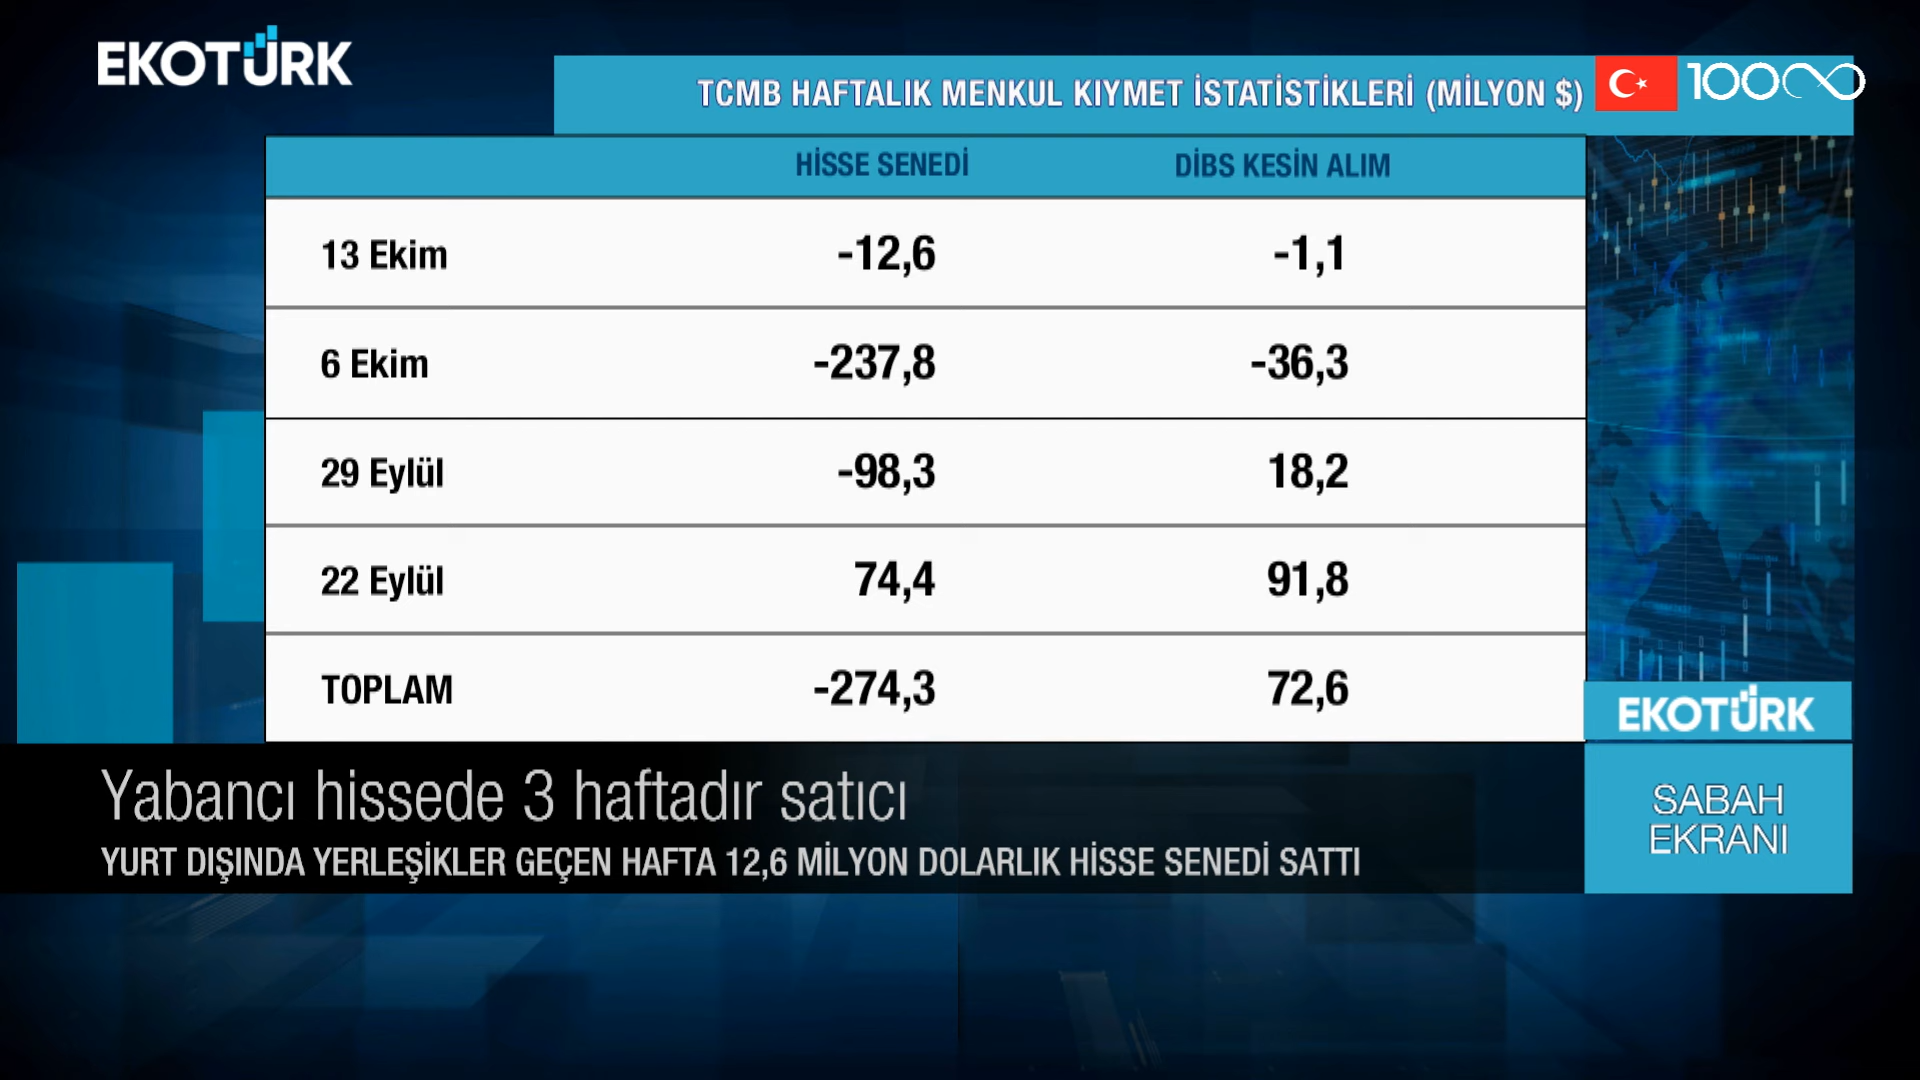 EKOTÜRK
TCMB HAFTALIK MENKUL KIYMET İSTATİSTİKLERİ (MİLYON $)
100
HİSSE SENEDİ DİBS KESİN ALIM
13 Ekim -12,6 -1,1
6 Ekim -237,8 -36,3
29 Eylül -98,3 18,2
22 Eylül 74,4 91,8
TOPLAM -274,3 72,6
EKOTÜRK
Yabancı hissede 3 haftadır satıcı
YURT DIŞINDA YERLEŞİKLER GEÇEN HAFTA 12,6 MİLYON DOLARLIK HİSSE SENEDİ SATTI
SABAH
EKRANI